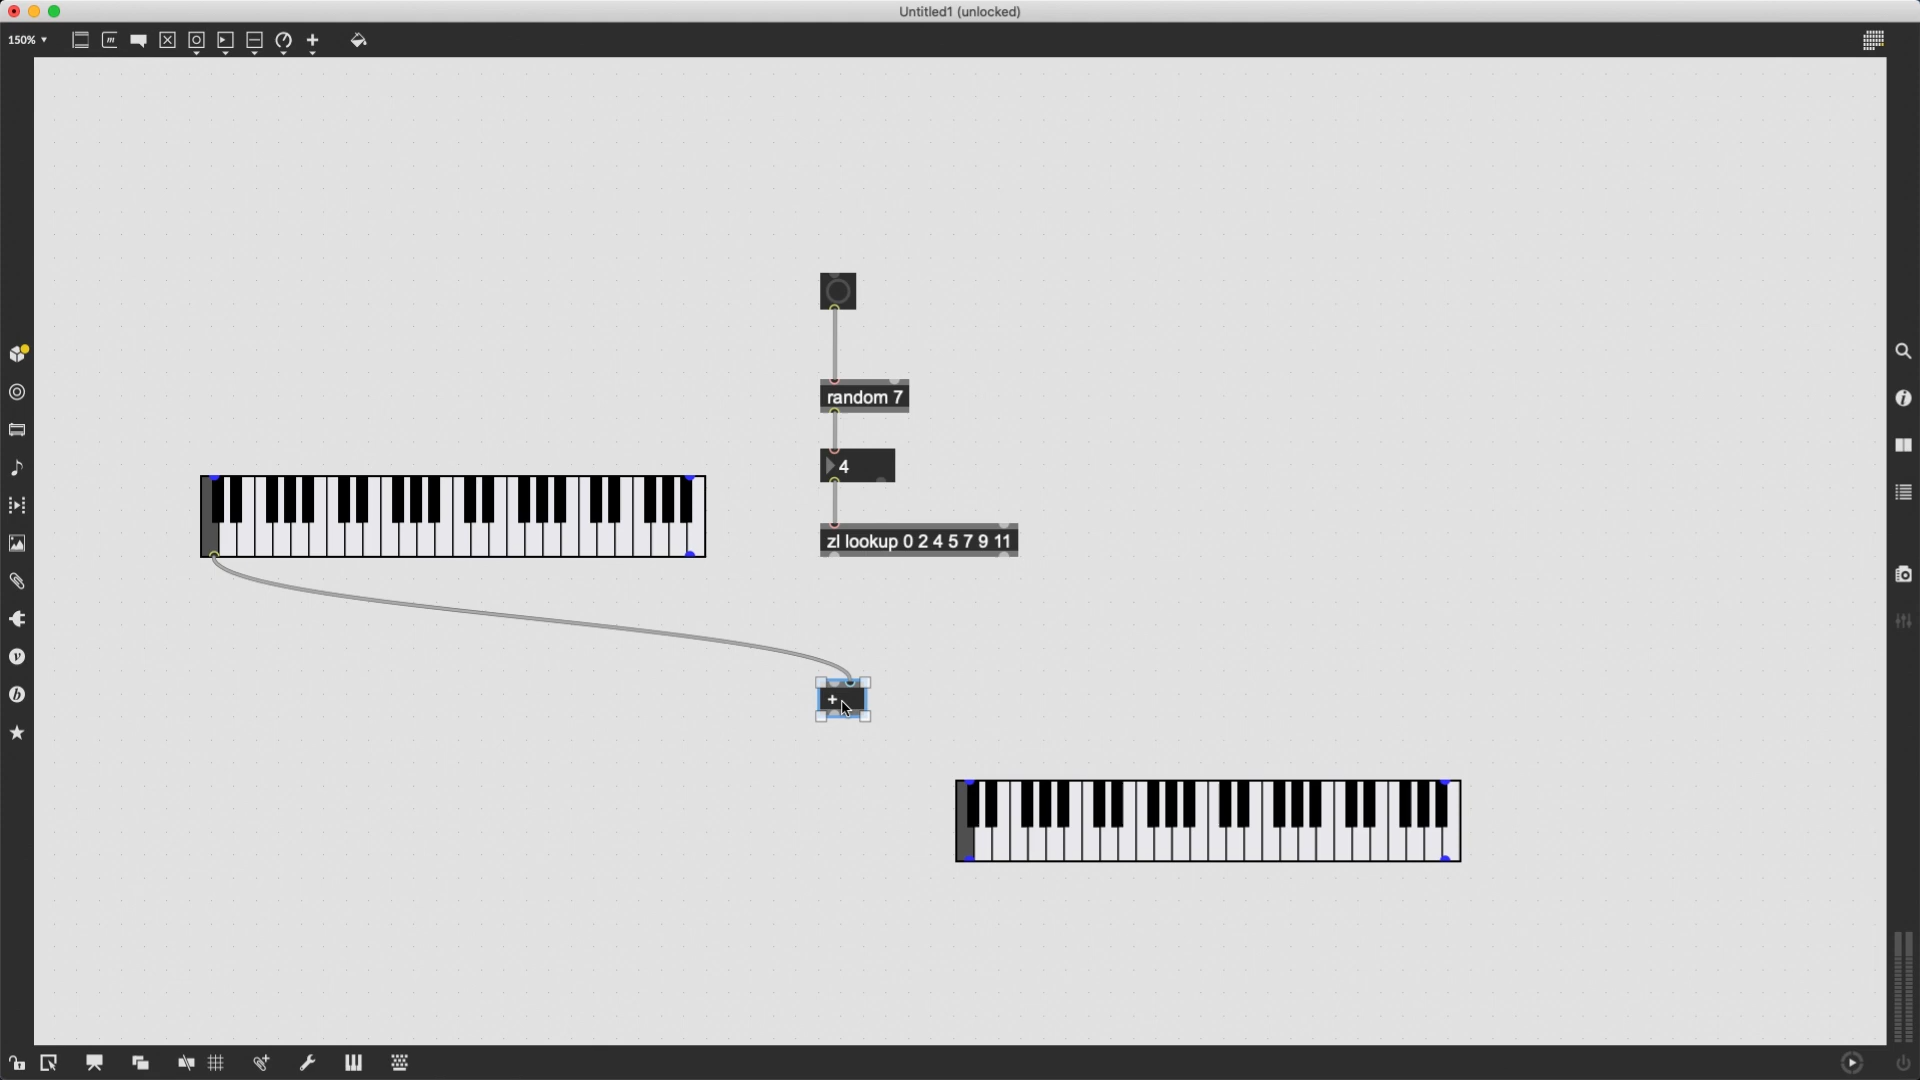 Untitled1 (unlocked)
150%
random 7
4
zl lookup 0 2 4 5 7 9 11
+